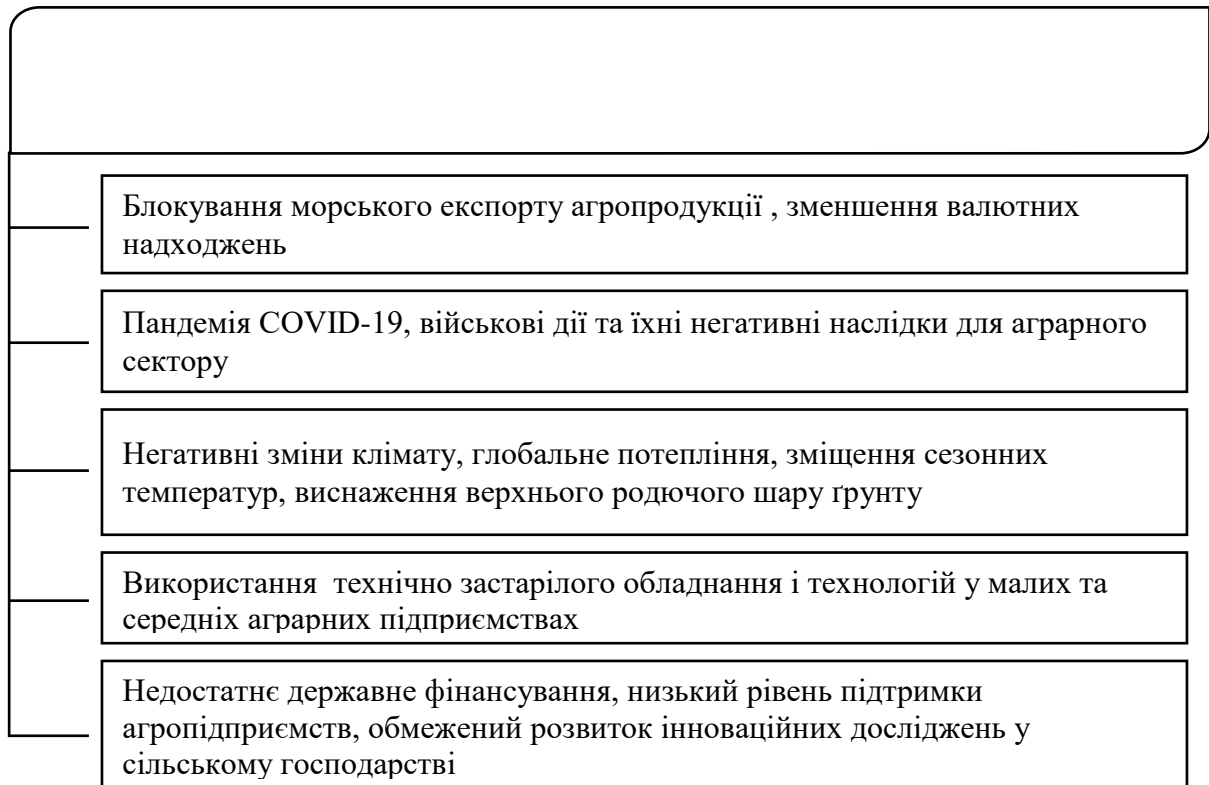 Блокування морського експорту агропродукції , зменшення валютних
надходжень
Пандемія COVID-19, військові дії та їхні негативні наслідки для аграрного
сектору
Негативні зміни клімату, глобальне потепління, зміщення сезонних
температур, виснаження верхнього родючого шару ґрунту
Використання технічно застарілого обладнання і технологій у малих та
середніх аграрних підприємствах
Недостатнє державне фінансування, низький рівень підтримки
агропідприємств, обмежений розвиток інноваційних досліджень у
сільському господарстві